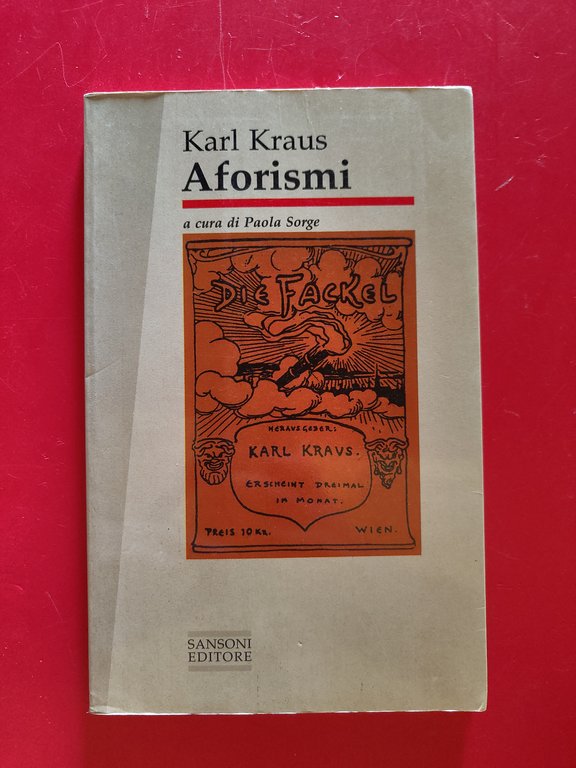 Karl Kraus
Aforismi
a cura di Paola Sorge
DIE FACKEL
HERAUSGEBER.
KARL KRAVS.
ERSCHEINT DREIMAL
IM MONAT.
PREIS 10 KR.
WIEN.
SANSONI
EDITORE